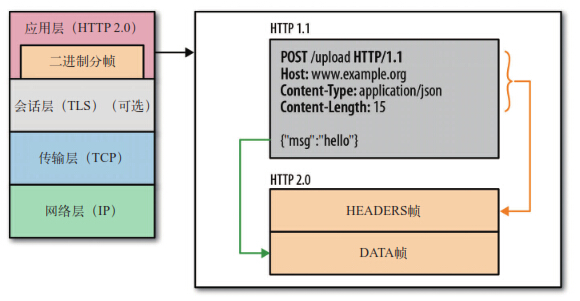 应用层（HTTP 2.0）
二进制分帧
会话层（TLS）（可选）
传输层（TCP）
网络层（IP）
HTTP 1.1
POST /upload HTTP/1.1
Host: www.example.org
Content-Type: application/json
Content-Length: 15
{"msg":"hello"}
HTTP 2.0
HEADERS帧
DATA帧